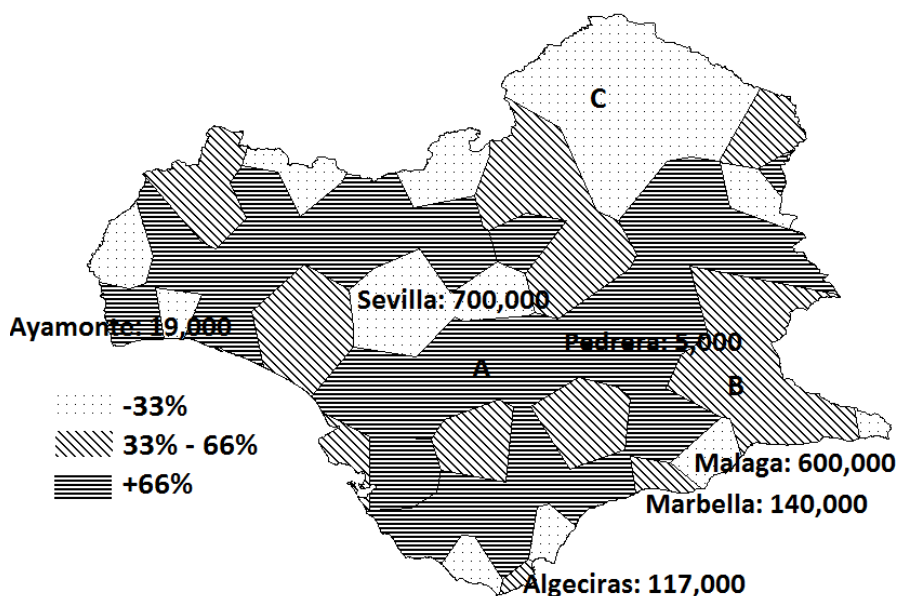 C
Sevilla: 700,000
Ayamonte: 19,000
Pedrera: 5,000
A
B
-33%
33% - 66%
+66%
Malaga: 600,000
Marbella: 140,000
Algeciras: 117,000